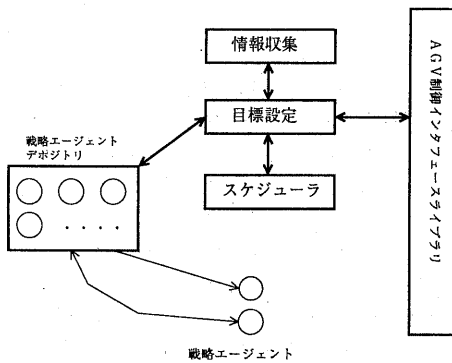 情報収集
目標設定
スケジューラ
戦略エージェント
デポジトリ
・・・・
戦略エージェント
AGV制御インタフェースライブラリ